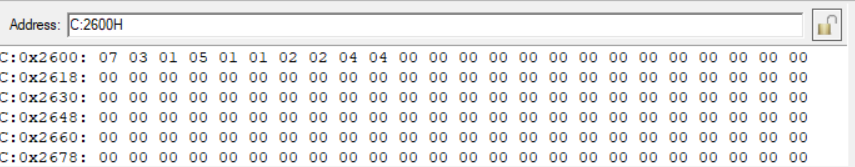 Address: C:2600H
C:0x2600: 07 03 01 05 01 01 02 02 04 04 00 00 00 00 00 00 00 00 00 00 00 00 00 00
C:0x2618: 00 00 00 00 00 00 00 00 00 00 00 00 00 00 00 00 00 00 00 00 00 00 00 00
C:0x2630: 00 00 00 00 00 00 00 00 00 00 00 00 00 00 00 00 00 00 00 00 00 00 00 00
C:0x2648: 00 00 00 00 00 00 00 00 00 00 00 00 00 00 00 00 00 00 00 00 00 00 00 00
C:0x2660: 00 00 00 00 00 00 00 00 00 00 00 00 00 00 00 00 00 00 00 00 00 00 00 00
C:0x2678: 00 00 00 00 00 00 00 00 00 00 00 00 00 00 00 00 00 00 00 00 00 00 00 00